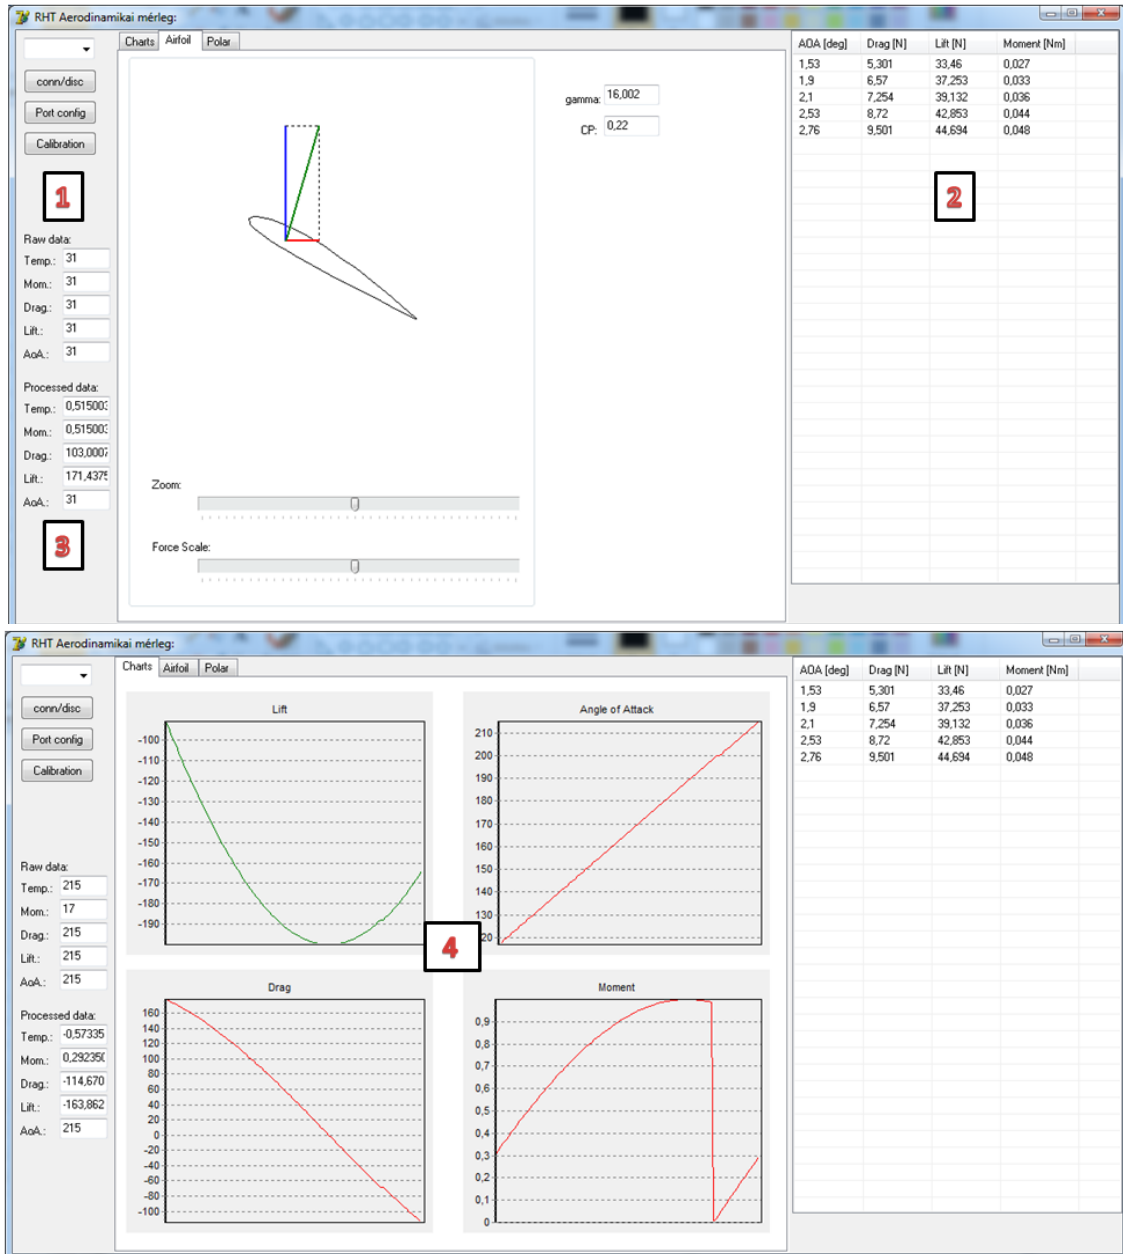 RHT Aerodinamikai mérleg:
Charts Airfoil Polar
conn/disc
Port config
Calibration
1
Raw data:
Temp.: 31
Mom.: 31
Drag.: 31
Lift.: 31
AoA.: 31
Processed data:
Temp.: 0,515003
Mom.: 0,515003
Drag.: 103,0007
Lift.: 171,4375
AoA.: 31
3
gamma: 16,002
CP: 0,22
Zoom:
Force Scale:
AOA [deg] Drag [N] Lift [N] Moment [Nm]
1,53 5,301 33,46 0,027
1,9 6,57 37,253 0,033
2,1 7,254 39,132 0,036
2,53 8,72 42,853 0,044
2,76 9,501 44,694 0,048
2
RHT Aerodinamikai mérleg:
Charts Airfoil Polar
conn/disc
Port config
Calibration
Raw data:
Temp.: 215
Mom.: 17
Drag.: 215
Lift.: 215
AoA.: 215
Processed data:
Temp.: -0,57335
Mom.: 0,292350
Drag.: -114,670
Lift.: -163,862
AoA.: 215
Lift
-100
-110
-120
-130
-140
-150
-160
-170
-180
-190
Angle of Attack
210
200
190
180
170
160
150
140
130
20
4
Drag
160
140
120
100
80
60
40
20
0
-20
-40
-60
-80
-100
Moment
0,9
0,8
0,7
0,6
0,5
0,4
0,3
0,2
0,1
0
AOA [deg] Drag [N] Lift [N] Moment [Nm]
1,53 5,301 33,46 0,027
1,9 6,57 37,253 0,033
2,1 7,254 39,132 0,036
2,53 8,72 42,853 0,044
2,76 9,501 44,694 0,048